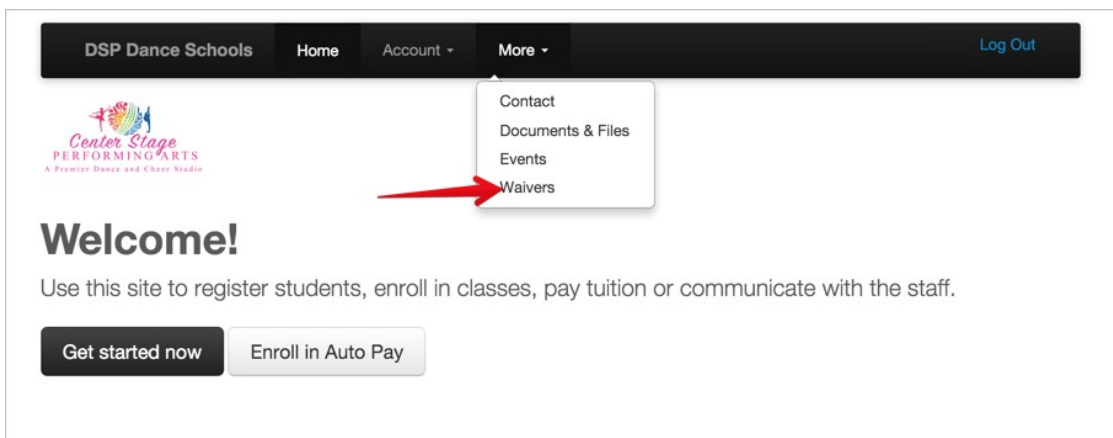 DSP Dance Schools Home Account More Log Out
Contact
Documents & Files
Events
Waivers
Center Stage
PERFORMING ARTS
A Premier Dance and Cheer Studio
Welcome!
Use this site to register students, enroll in classes, pay tuition or communicate with the staff.
Get started now Enroll in Auto Pay